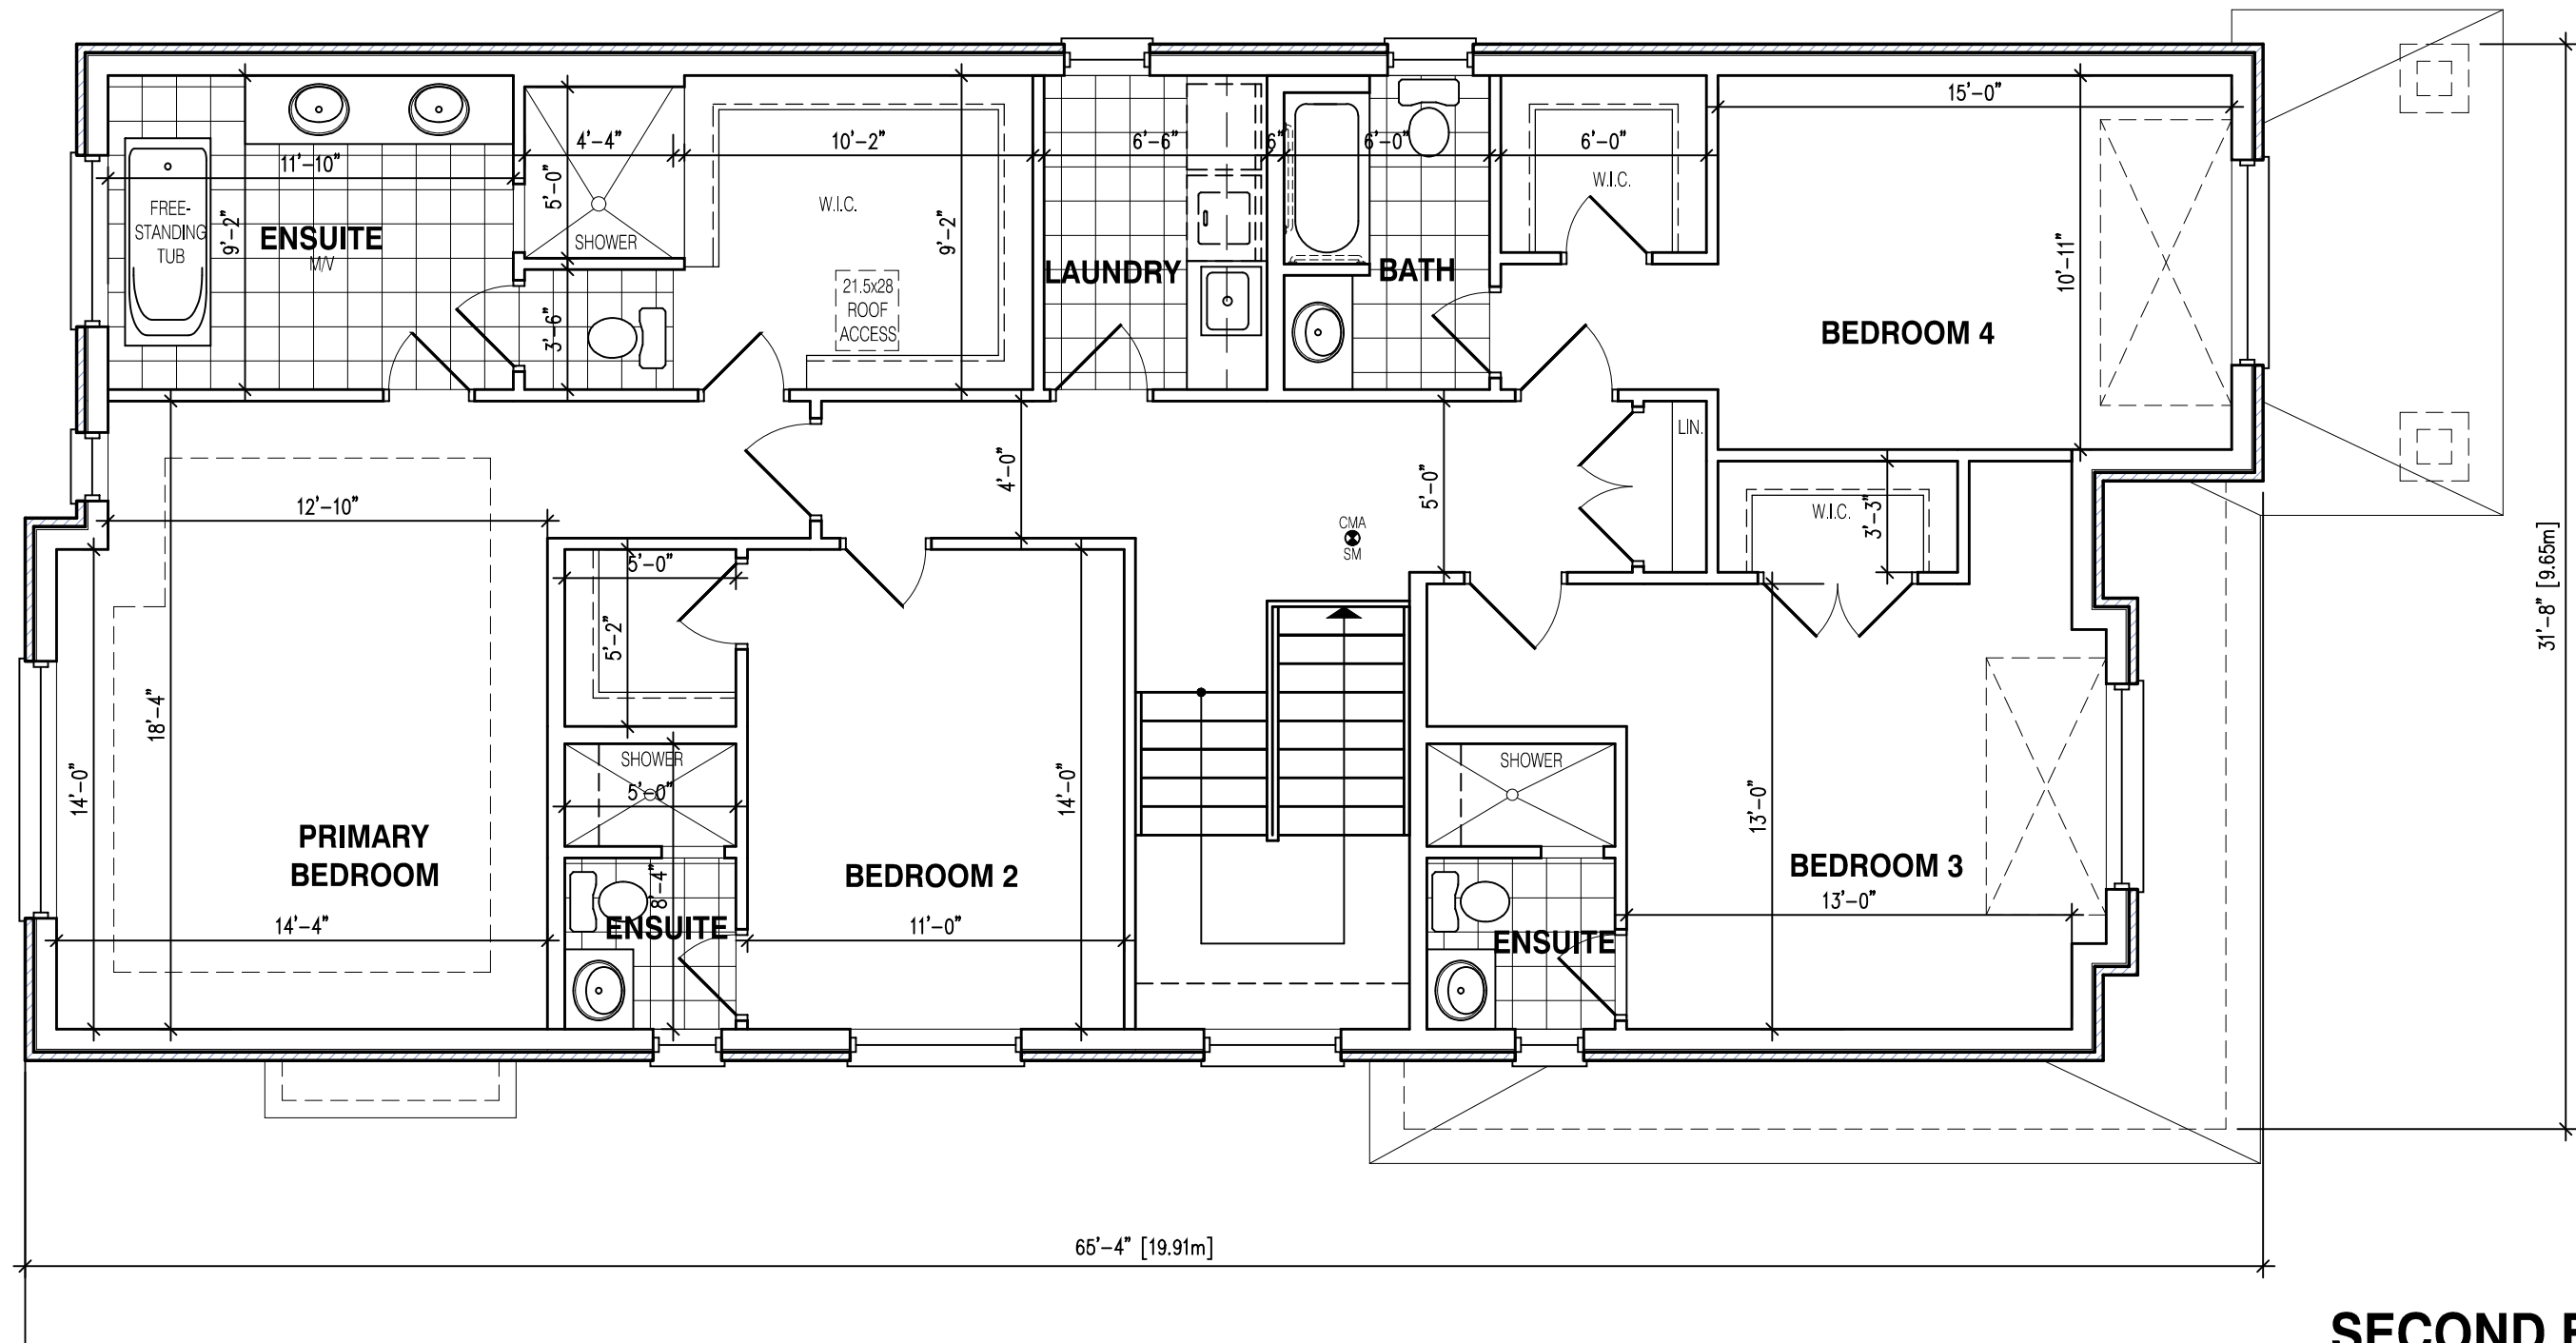 15'-0"
4'-4"
10'-2"
6'-6"
6"
6'-0"
6'-0"
11'-10"
5'-0"
W.I.C.
W.I.C.
FREE-
STANDING
TUB
9'-2"
ENSUITE
M/V
SHOWER
9'-2"
LAUNDRY
BATH
10'-11"
21.5x28
ROOF
ACCESS
3'-6"
BEDROOM 4
LIN.
12'-10"
4'-0"
5'-0"
CMA
SM
W.I.C.
3'-3"
31'-8" [9.65m]
5'-0"
5'-2"
18'-4"
14'-0"
SHOWER
5'-0"
14'-0"
SHOWER
13'-0"
PRIMARY
BEDROOM
8'-4"
BEDROOM 2
BEDROOM 3
13'-0"
14'-4"
ENSUITE
11'-0"
ENSUITE
65'-4" [19.91m]
SECOND